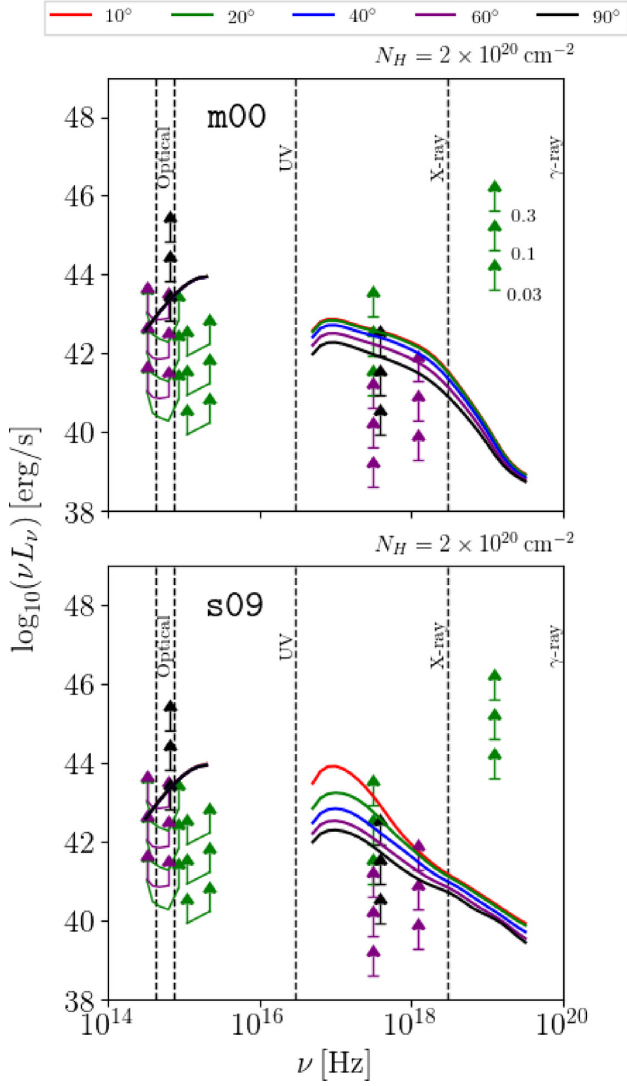 10° 20° 40° 60° 90°
N_H = 2 × 10^20 cm^−2
m00
Optical
UV
X-ray
γ-ray
0.3
0.1
0.03
48
46
44
42
40
38
log_10(νL_ν) [erg/s]
N_H = 2 × 10^20 cm^−2
s09
Optical
UV
X-ray
γ-ray
48
46
44
42
40
38
10^14 10^16 10^18 10^20
ν [Hz]